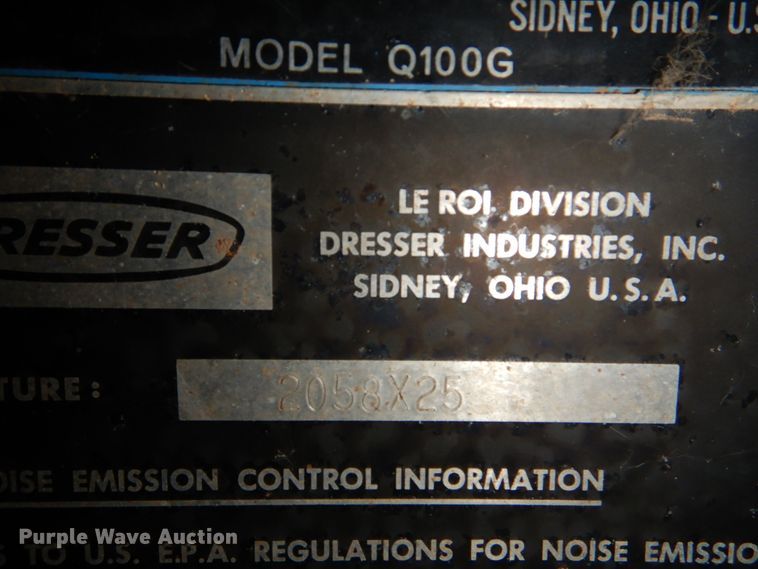 SIDNEY, OHIO - U.S
MODEL Q100G
DRESSER
LE ROI DIVISION
DRESSER INDUSTRIES, INC.
SIDNEY, OHIO U.S.A.
TURE: 2058X25
OISE EMISSION CONTROL INFORMATION
S TO U.S. E.P.A. REGULATIONS FOR NOISE EMISSIO
Purple Wave Auction